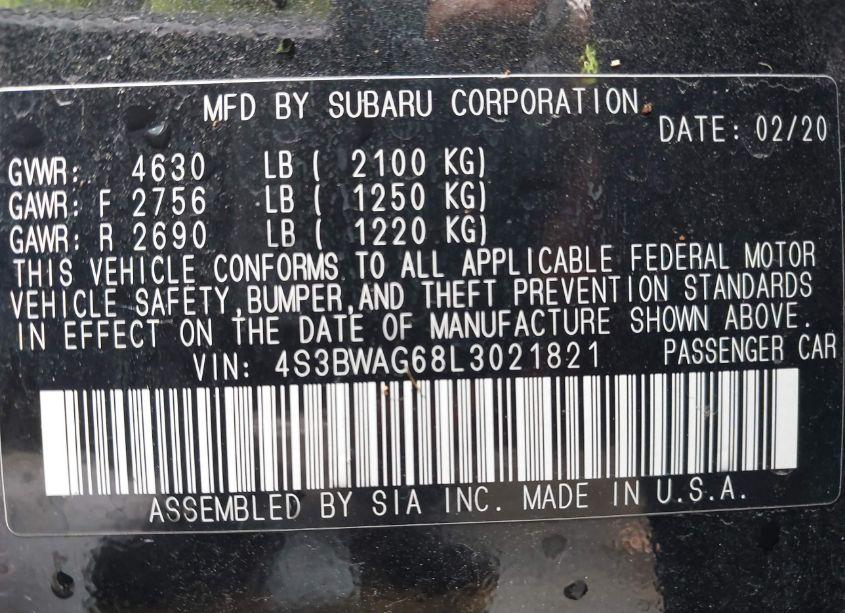 MFD BY SUBARU CORPORATION
DATE: 02/20
GVWR: 4630 LB ( 2100 KG)
GAWR: F 2756 LB ( 1250 KG)
GAWR: R 2690 LB ( 1220 KG)
THIS VEHICLE CONFORMS TO ALL APPLICABLE FEDERAL MOTOR
VEHICLE SAFETY,BUMPER,AND THEFT PREVENTION STANDARDS
IN EFFECT ON THE DATE OF MANUFACTURE SHOWN ABOVE.
VIN: 4S3BWAG68L3021821 PASSENGER CAR
ASSEMBLED BY SIA INC. MADE IN U.S.A.